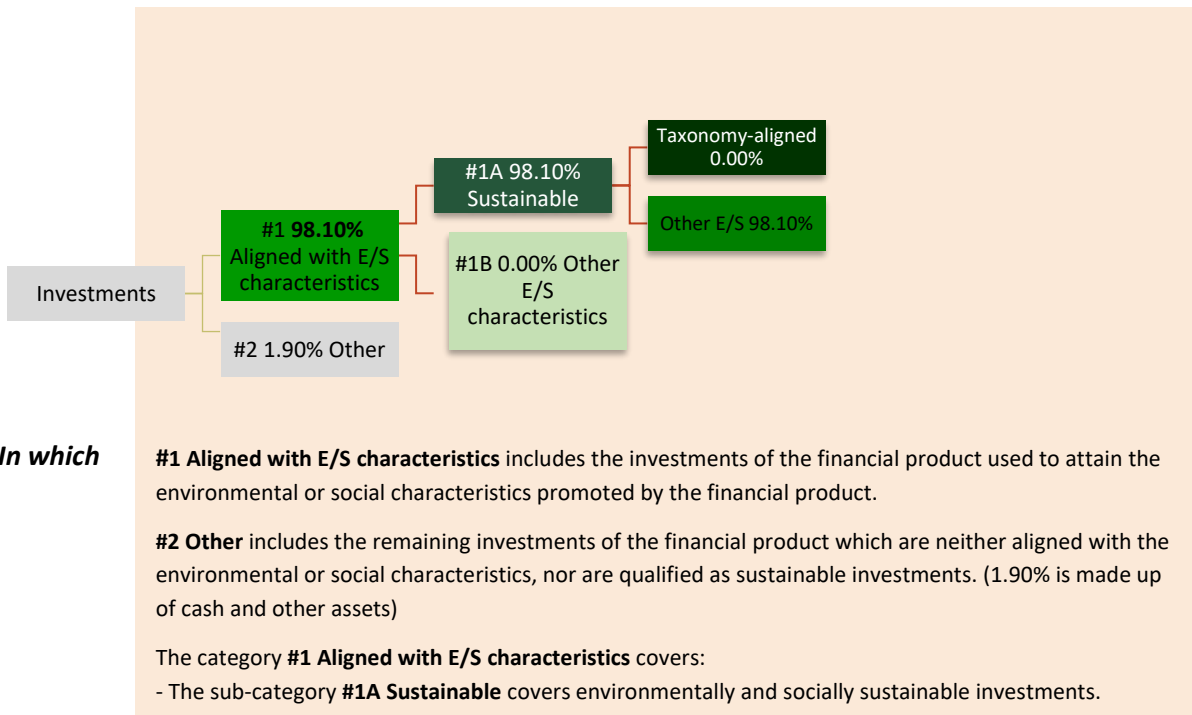 Taxonomy-aligned
0.00%
#1A 98.10%
Sustainable
Other E/S 98.10%
#1 98.10%
Aligned with E/S
characteristics
#1B 0.00% Other
E/S
characteristics
Investments
#2 1.90% Other
In which
#1 Aligned with E/S characteristics includes the investments of the financial product used to attain the
environmental or social characteristics promoted by the financial product.
#2 Other includes the remaining investments of the financial product which are neither aligned with the
environmental or social characteristics, nor are qualified as sustainable investments. (1.90% is made up
of cash and other assets)
The category #1 Aligned with E/S characteristics covers:
- The sub-category #1A Sustainable covers environmentally and socially sustainable investments.